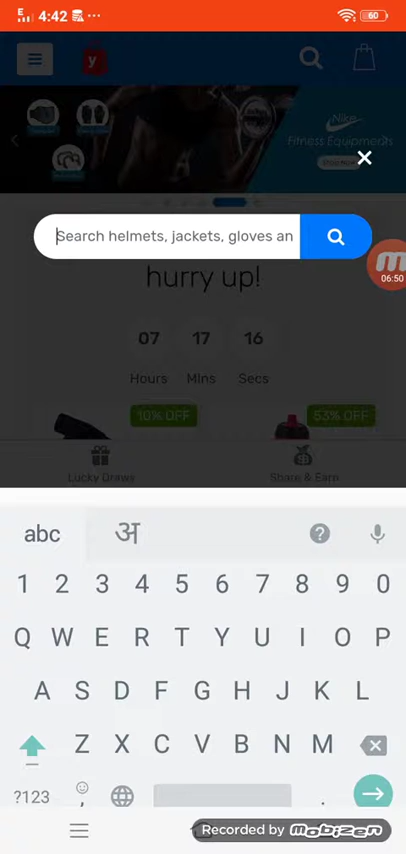 E 4:42 ... 60
y
Nike
Fitness Equipments
Search helmets, jackets, gloves an
06:50
hurry up!
07 17 16
Hours Mins Secs
10% OFF 53% OFF
Lucky Draws Share & Earn
abc अ ?
1 2 3 4 5 6 7 8 9 0
Q W E R T Y U I O P
A S D F G H J K L
Z X C V B N M
?123 , .
Recorded by mobizen